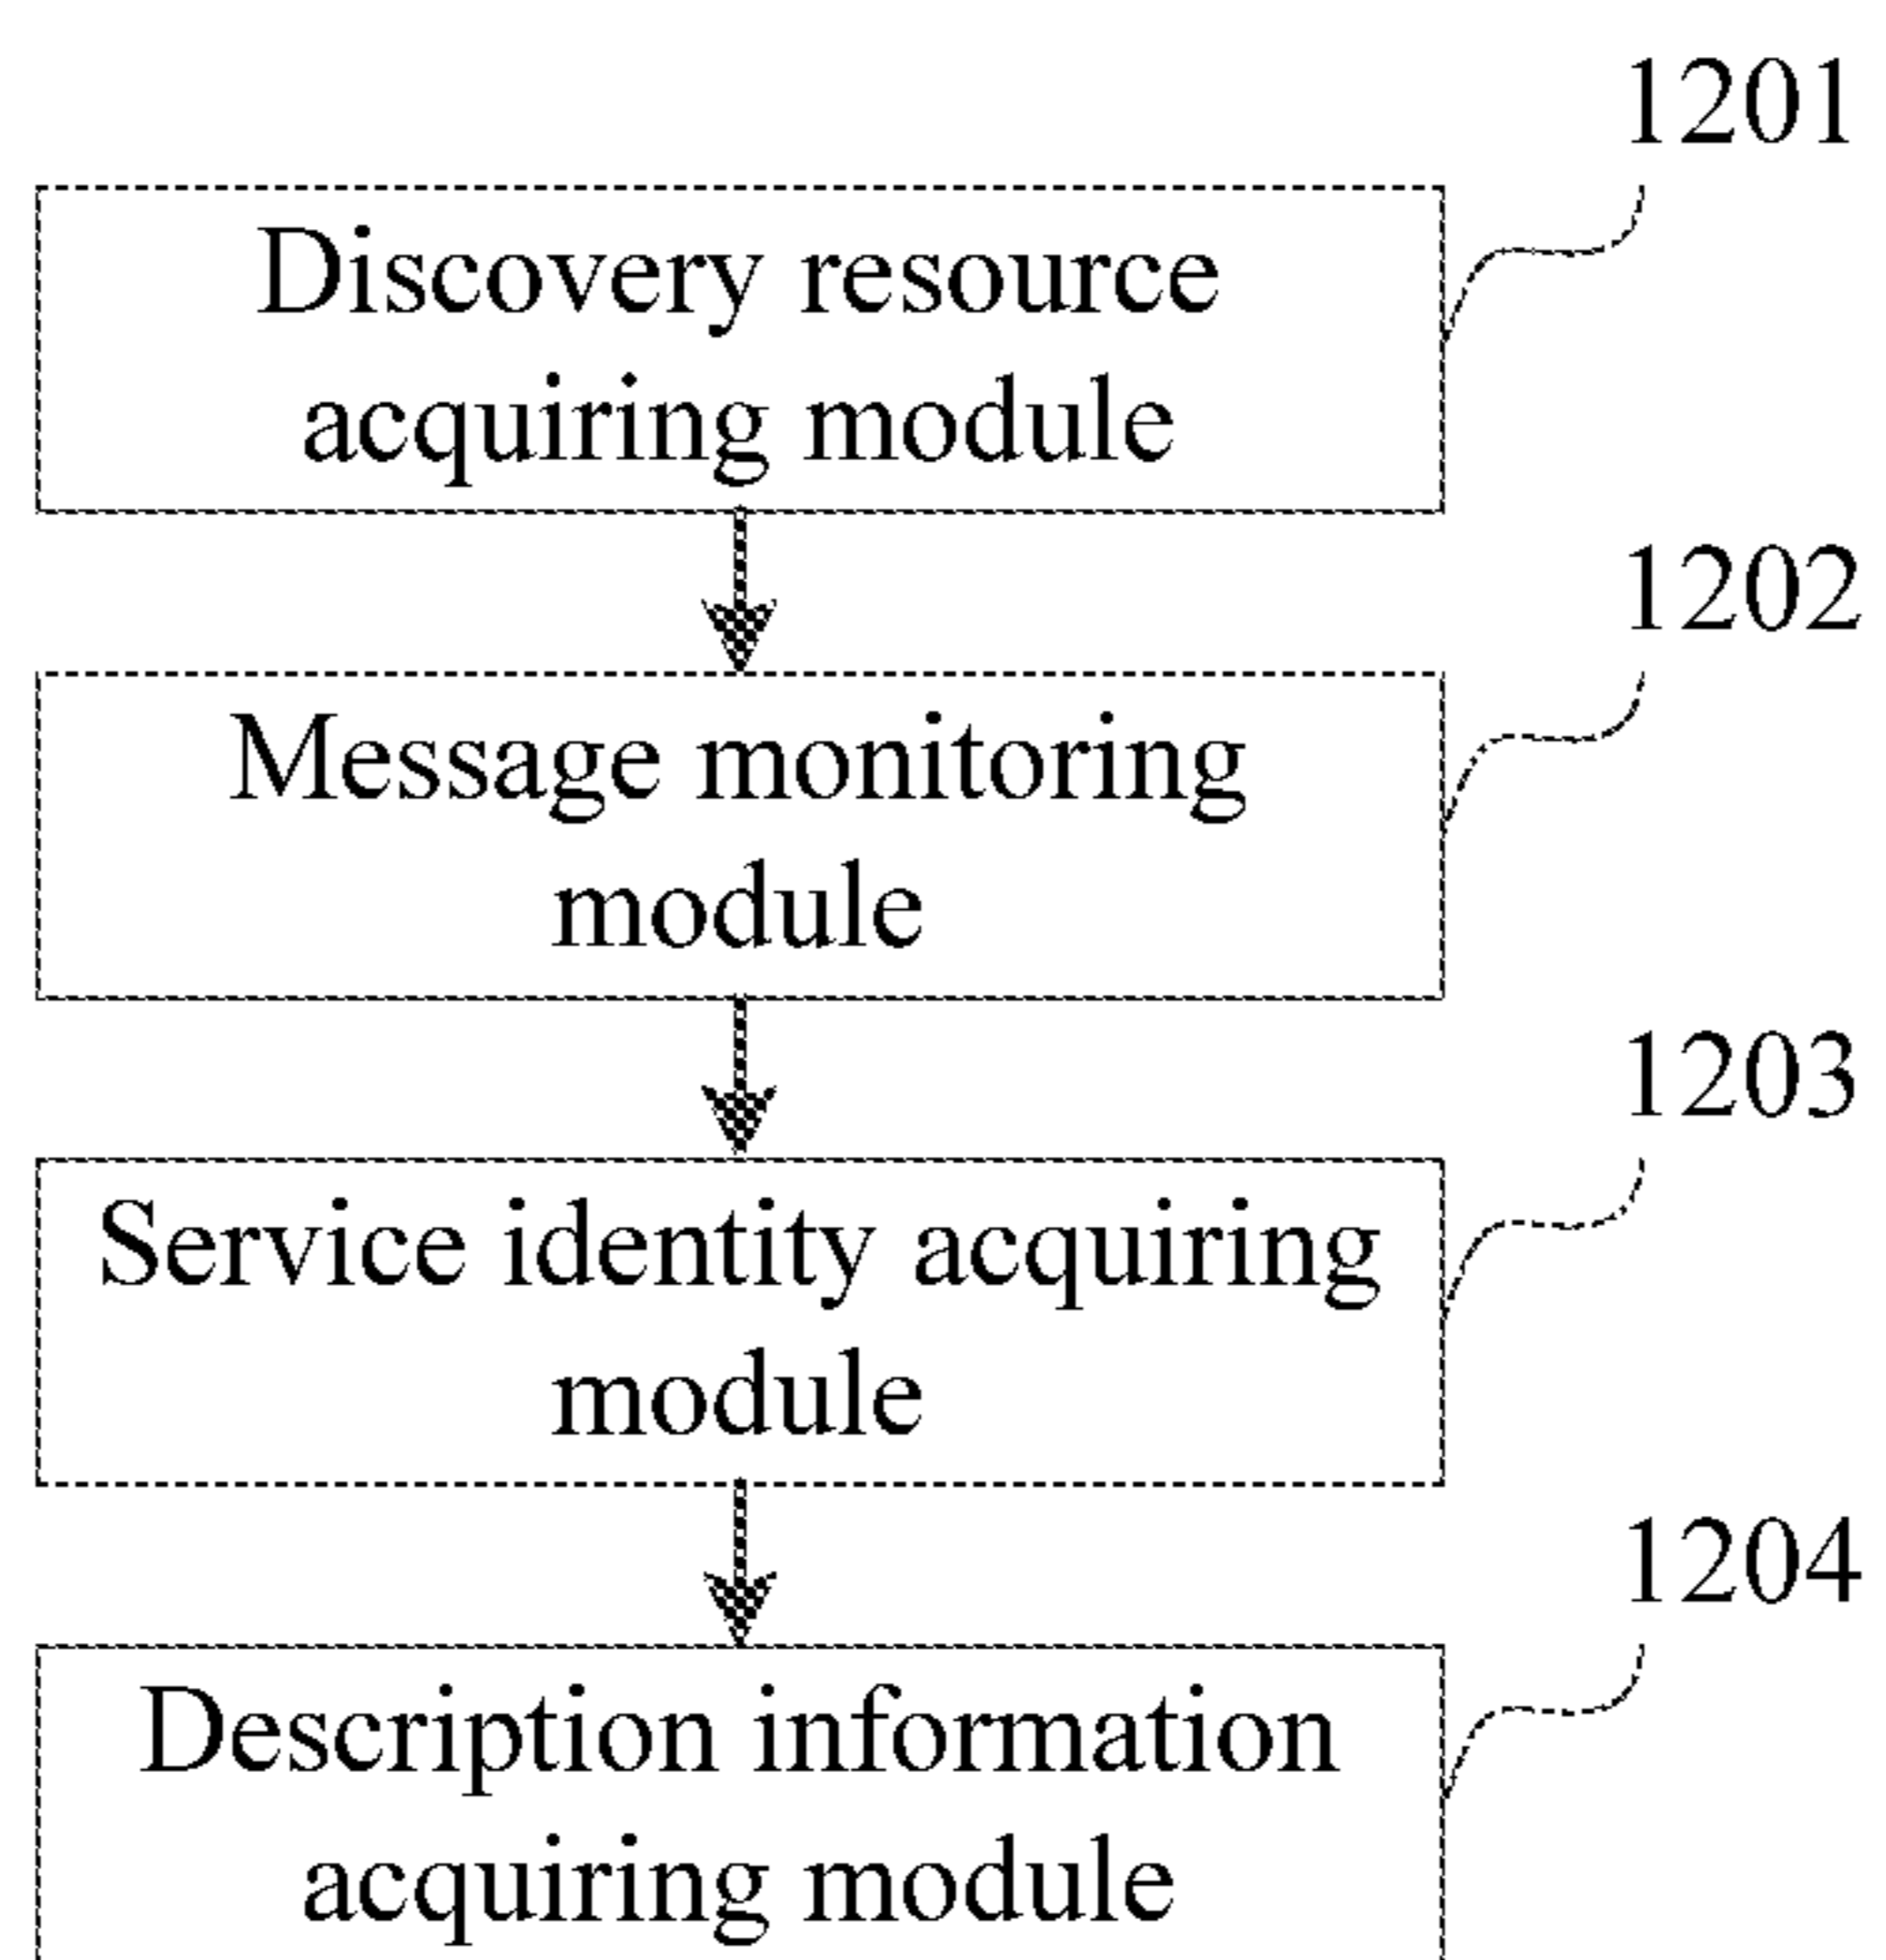 1201
Discovery resource
acquiring module
1202
Message monitoring
module
1203
Service identity acquiring
module
1204
Description information
acquiring module